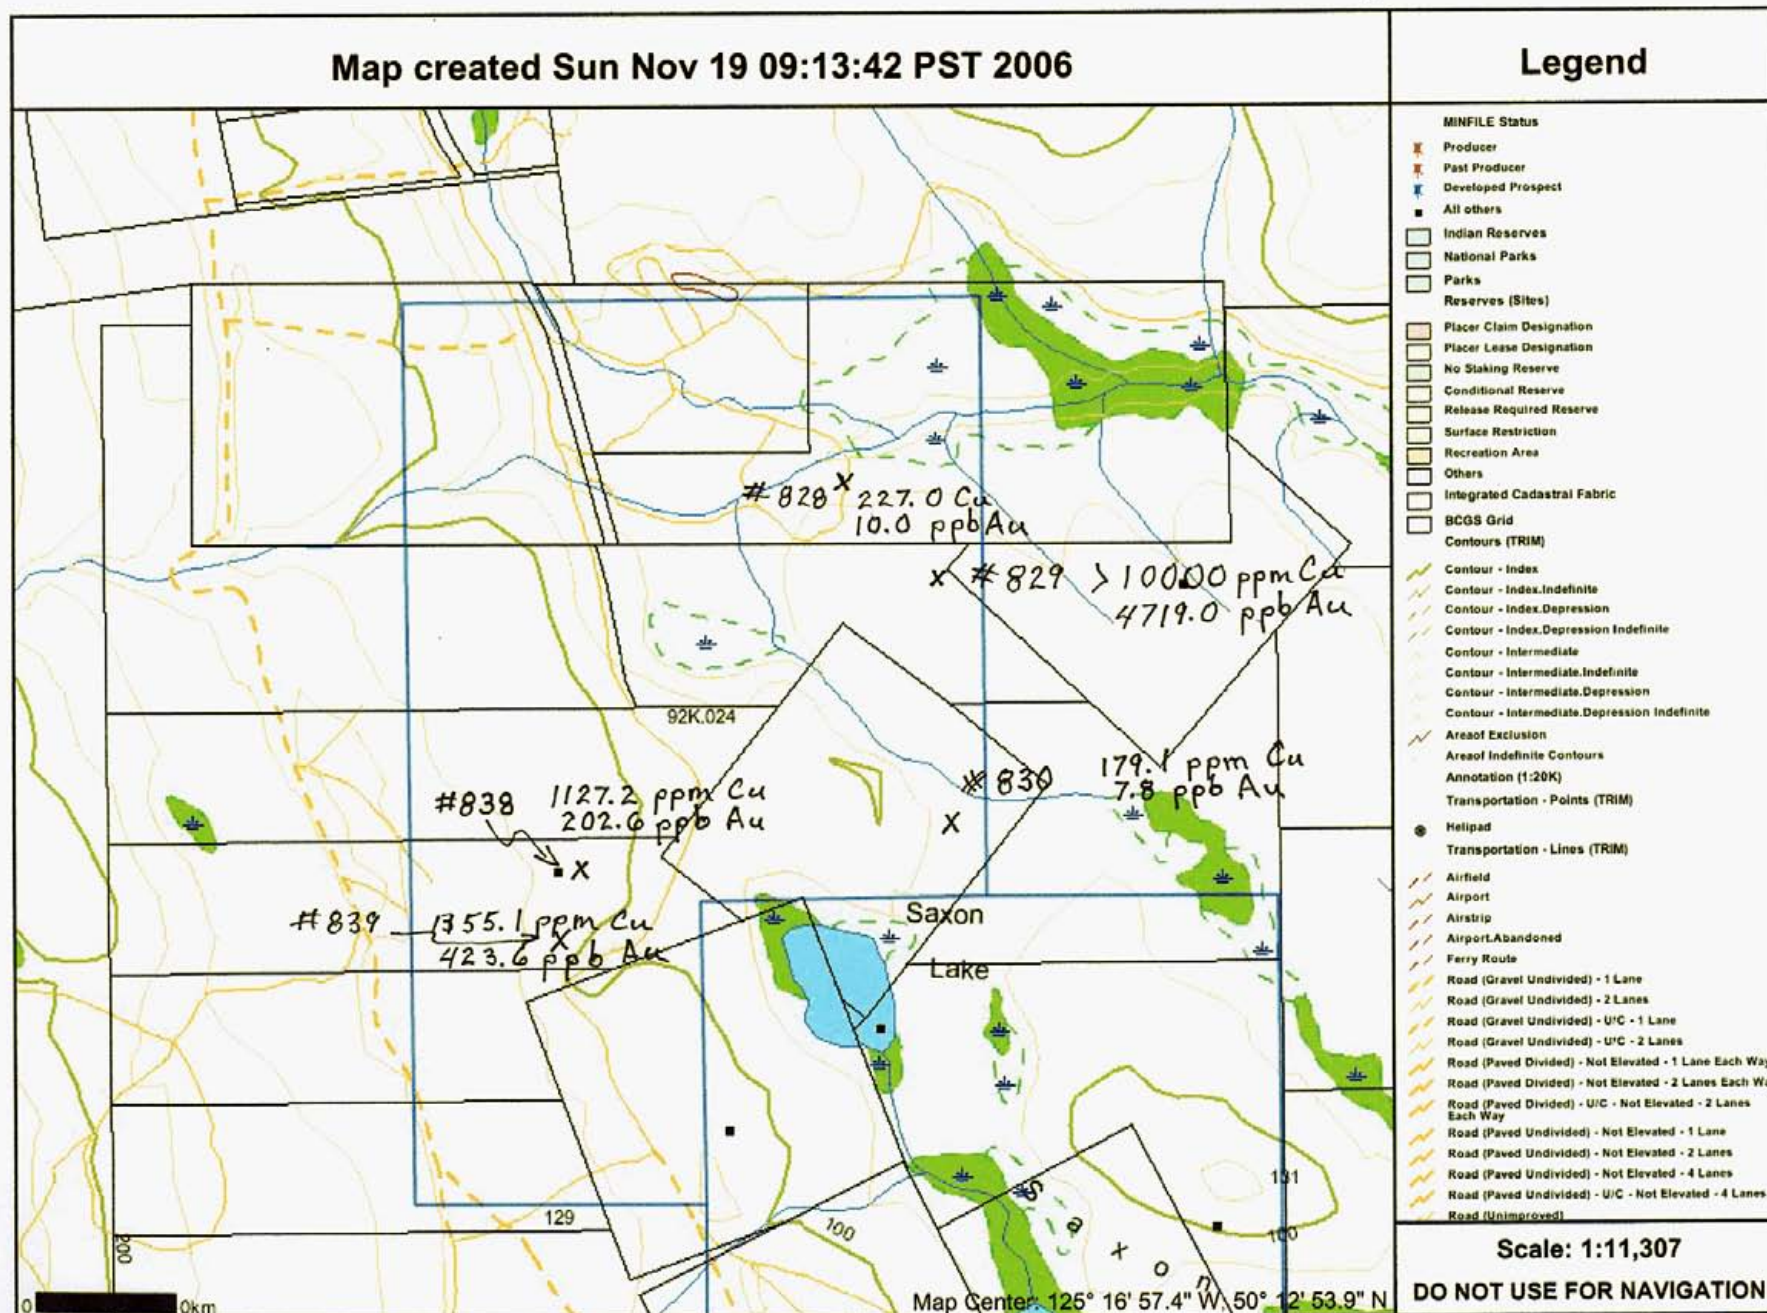 Map created Sun Nov 19 09:13:42 PST 2006
# 828 x 227.0 Cu
10.0 ppb Au
x # 829 > 10000 ppm Cu
4719.0 ppb Au
92K.024
# 830 179.1 ppm Cu
7.8 ppb Au
x
#838 1127.2 ppm Cu
202.6 ppb Au
x
#839 1355.1 ppm Cu
x
423.6 ppb Au
Saxon
Lake
131
129
100
100
200
S a x o n
0 0km
Map Center: 125° 16' 57.4" W, 50° 12' 53.9" N
Legend
MINFILE Status
Producer
Past Producer
Developed Prospect
All others
Indian Reserves
National Parks
Parks
Reserves (Sites)
Placer Claim Designation
Placer Lease Designation
No Staking Reserve
Conditional Reserve
Release Required Reserve
Surface Restriction
Recreation Area
Others
Integrated Cadastral Fabric
BCGS Grid
Contours (TRIM)
Contour - Index
Contour - Index.Indefinite
Contour - Index.Depression
Contour - Index.Depression Indefinite
Contour - Intermediate
Contour - Intermediate.Indefinite
Contour - Intermediate.Depression
Contour - Intermediate.Depression Indefinite
Areaof Exclusion
Areaof Indefinite Contours
Annotation (1:20K)
Transportation - Points (TRIM)
Helipad
Transportation - Lines (TRIM)
Airfield
Airport
Airstrip
Airport.Abandoned
Ferry Route
Road (Gravel Undivided) - 1 Lane
Road (Gravel Undivided) - 2 Lanes
Road (Gravel Undivided) - U/C - 1 Lane
Road (Gravel Undivided) - U/C - 2 Lanes
Road (Paved Divided) - Not Elevated - 1 Lane Each Way
Road (Paved Divided) - Not Elevated - 2 Lanes Each Wa
Road (Paved Divided) - U/C - Not Elevated - 2 Lanes
Each Way
Road (Paved Undivided) - Not Elevated - 1 Lane
Road (Paved Undivided) - Not Elevated - 2 Lanes
Road (Paved Undivided) - Not Elevated - 4 Lanes
Road (Paved Undivided) - U/C - Not Elevated - 4 Lanes
Road (Unimproved)
Scale: 1:11,307
DO NOT USE FOR NAVIGATION